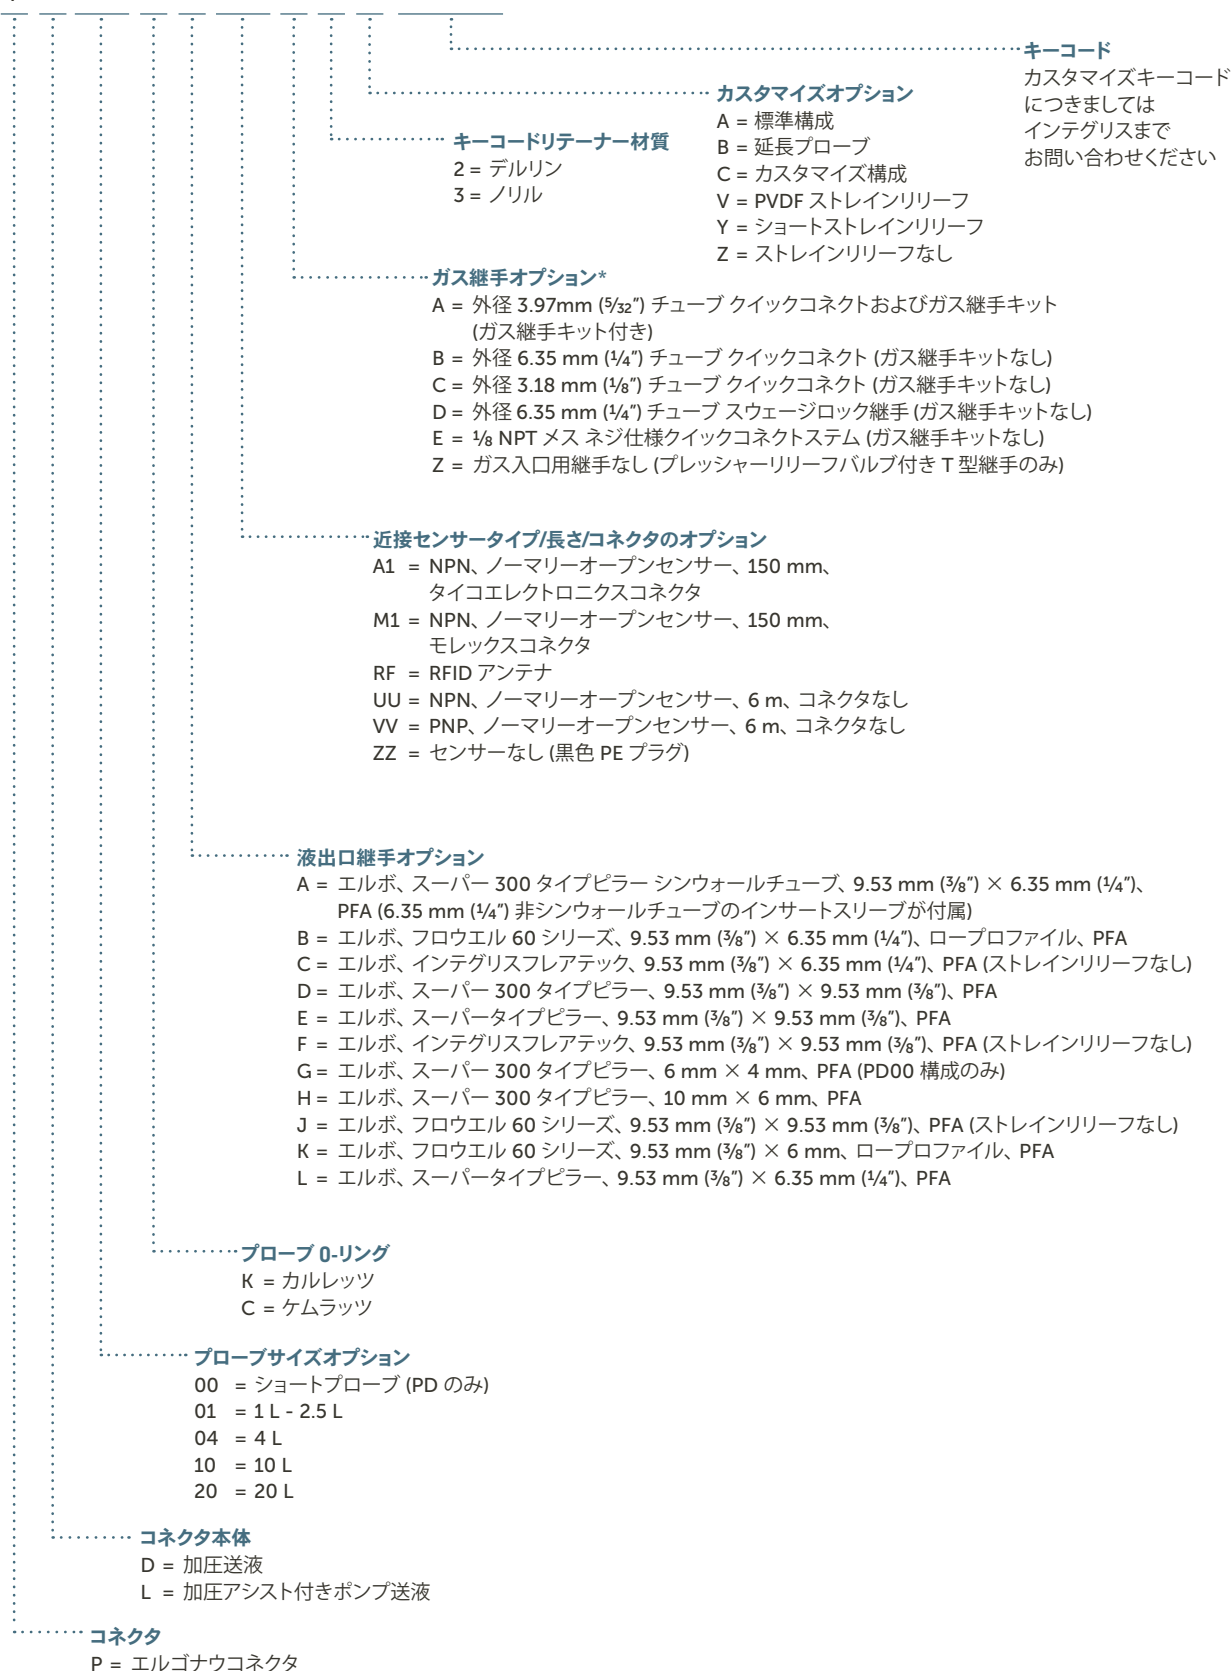 キーコード
カスタマイズキーコード
につきましては
インテグリスまで
お問い合わせください
カスタマイズオプション
A = 標準構成
B = 延長プローブ
C = カスタマイズ構成
V = PVDF ストレインリリーフ
Y = ショートストレインリリーフ
Z = ストレインリリーフなし
キーコードリテーナー材質
2 = デルリン
3 = ノリル
ガス継手オプション*
A = 外径 3.97mm (5/32") チューブ クイックコネクトおよびガス継手キット
(ガス継手キット付き)
B = 外径 6.35 mm (1/4") チューブ クイックコネクト (ガス継手キットなし)
C = 外径 3.18 mm (1/8") チューブ クイックコネクト (ガス継手キットなし)
D = 外径 6.35 mm (1/4") チューブ スウェージロック継手 (ガス継手キットなし)
E = 1/8 NPT メス ネジ仕様クイックコネクトステム (ガス継手キットなし)
Z = ガス入口用継手なし (プレッシャーリリーフバルブ付き T 型継手のみ)
近接センサータイプ/長さ/コネクタのオプション
A1 = NPN、ノーマリーオープンセンサー、150 mm、
タイコエレクトロニクスコネクタ
M1 = NPN、ノーマリーオープンセンサー、150 mm、
モレックスコネクタ
RF = RFID アンテナ
UU = NPN、ノーマリーオープンセンサー、6 m、コネクタなし
VV = PNP、ノーマリーオープンセンサー、6 m、コネクタなし
ZZ = センサーなし (黒色 PE プラグ)
液出口継手オプション
A = エルボ、スーパー 300 タイプピラー シンウォールチューブ、9.53 mm (3/8") × 6.35 mm (1/4")、
PFA (6.35 mm (1/4") 非シンウォールチューブのインサートスリーブが付属)
B = エルボ、フロウエル 60 シリーズ、9.53 mm (3/8") × 6.35 mm (1/4")、ロープロファイル、PFA
C = エルボ、インテグリスフレアテック、9.53 mm (3/8") × 6.35 mm (1/4")、PFA (ストレインリリーフなし)
D = エルボ、スーパー 300 タイプピラー、9.53 mm (3/8") × 9.53 mm (3/8")、PFA
E = エルボ、スーパータイプピラー、9.53 mm (3/8") × 9.53 mm (3/8")、PFA
F = エルボ、インテグリスフレアテック、9.53 mm (3/8") × 9.53 mm (3/8")、PFA (ストレインリリーフなし)
G = エルボ、スーパー 300 タイプピラー、6 mm × 4 mm、PFA (PD00 構成のみ)
H = エルボ、スーパー 300 タイプピラー、10 mm × 6 mm、PFA
J = エルボ、フロウエル 60 シリーズ、9.53 mm (3/8") × 9.53 mm (3/8")、PFA (ストレインリリーフなし)
K = エルボ、フロウエル 60 シリーズ、9.53 mm (3/8") × 6 mm、ロープロファイル、PFA
L = エルボ、スーパータイプピラー、9.53 mm (3/8") × 6.35 mm (1/4")、PFA
プローブ O-リング
K = カルレッツ
C = ケムラッツ
プローブサイズオプション
00 = ショートプローブ (PD のみ)
01 = 1 L - 2.5 L
04 = 4 L
10 = 10 L
20 = 20 L
コネクタ本体
D = 加圧送液
L = 加圧アシスト付きポンプ送液
コネクタ
P = エルゴナウコネクタ